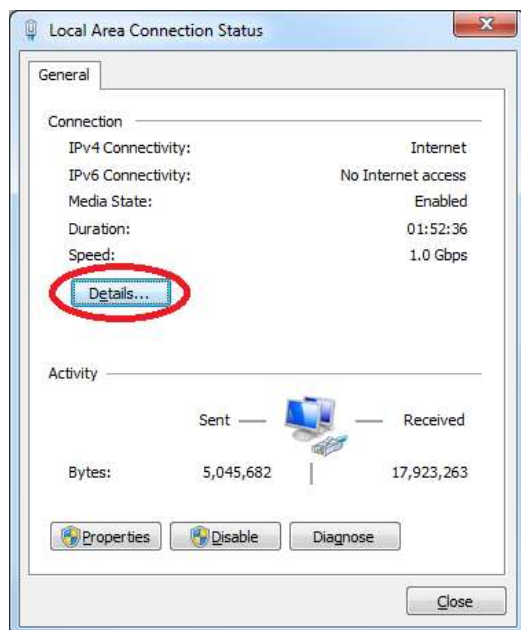 Local Area Connection Status
General
Connection
IPv4 Connectivity: Internet
IPv6 Connectivity: No Internet access
Media State: Enabled
Duration: 01:52:36
Speed: 1.0 Gbps
Details...
Activity
Sent Received
Bytes: 5,045,682 17,923,263
Properties Disable Diagnose
Close